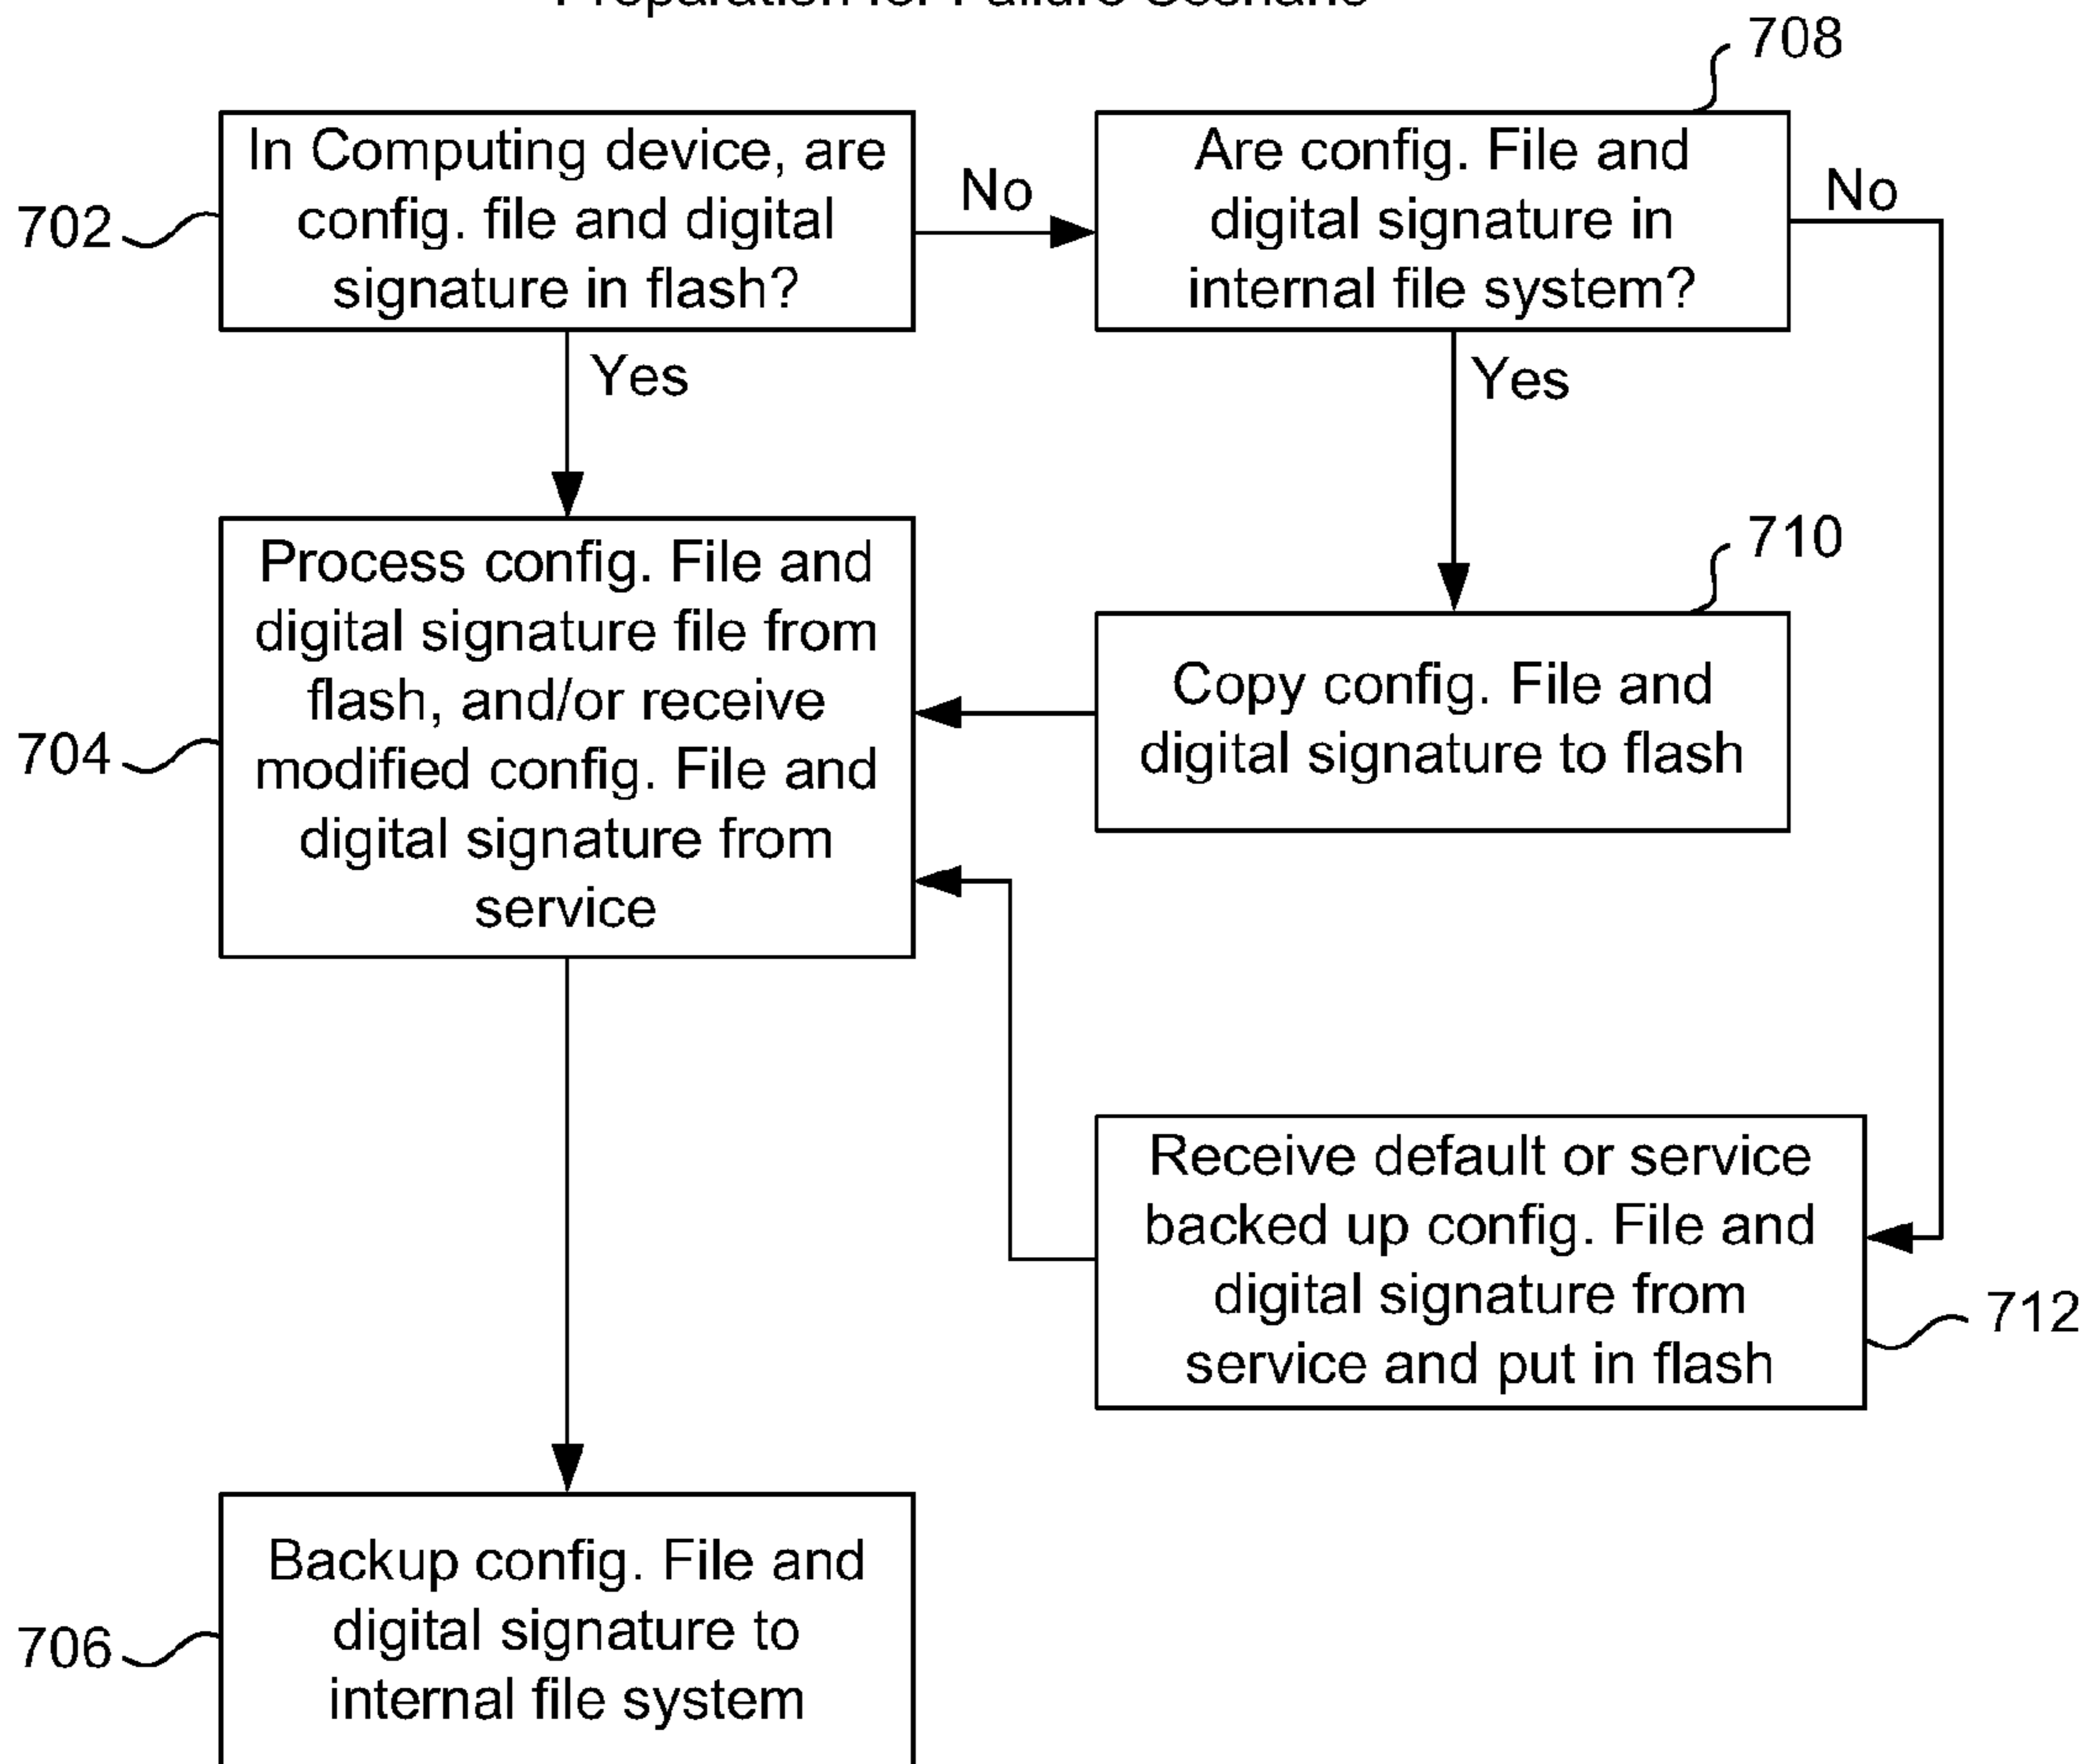 Preparation for Failure Scenario
708
In Computing device, are
config. file and digital
signature in flash?
702
No
Are config. File and
digital signature in
internal file system?
No
Yes
Yes
Process config. File and
digital signature file from
flash, and/or receive
modified config. File and
digital signature from
service
704
710
Copy config. File and
digital signature to flash
Receive default or service
backed up config. File and
digital signature from
service and put in flash
712
Backup config. File and
digital signature to
internal file system
706